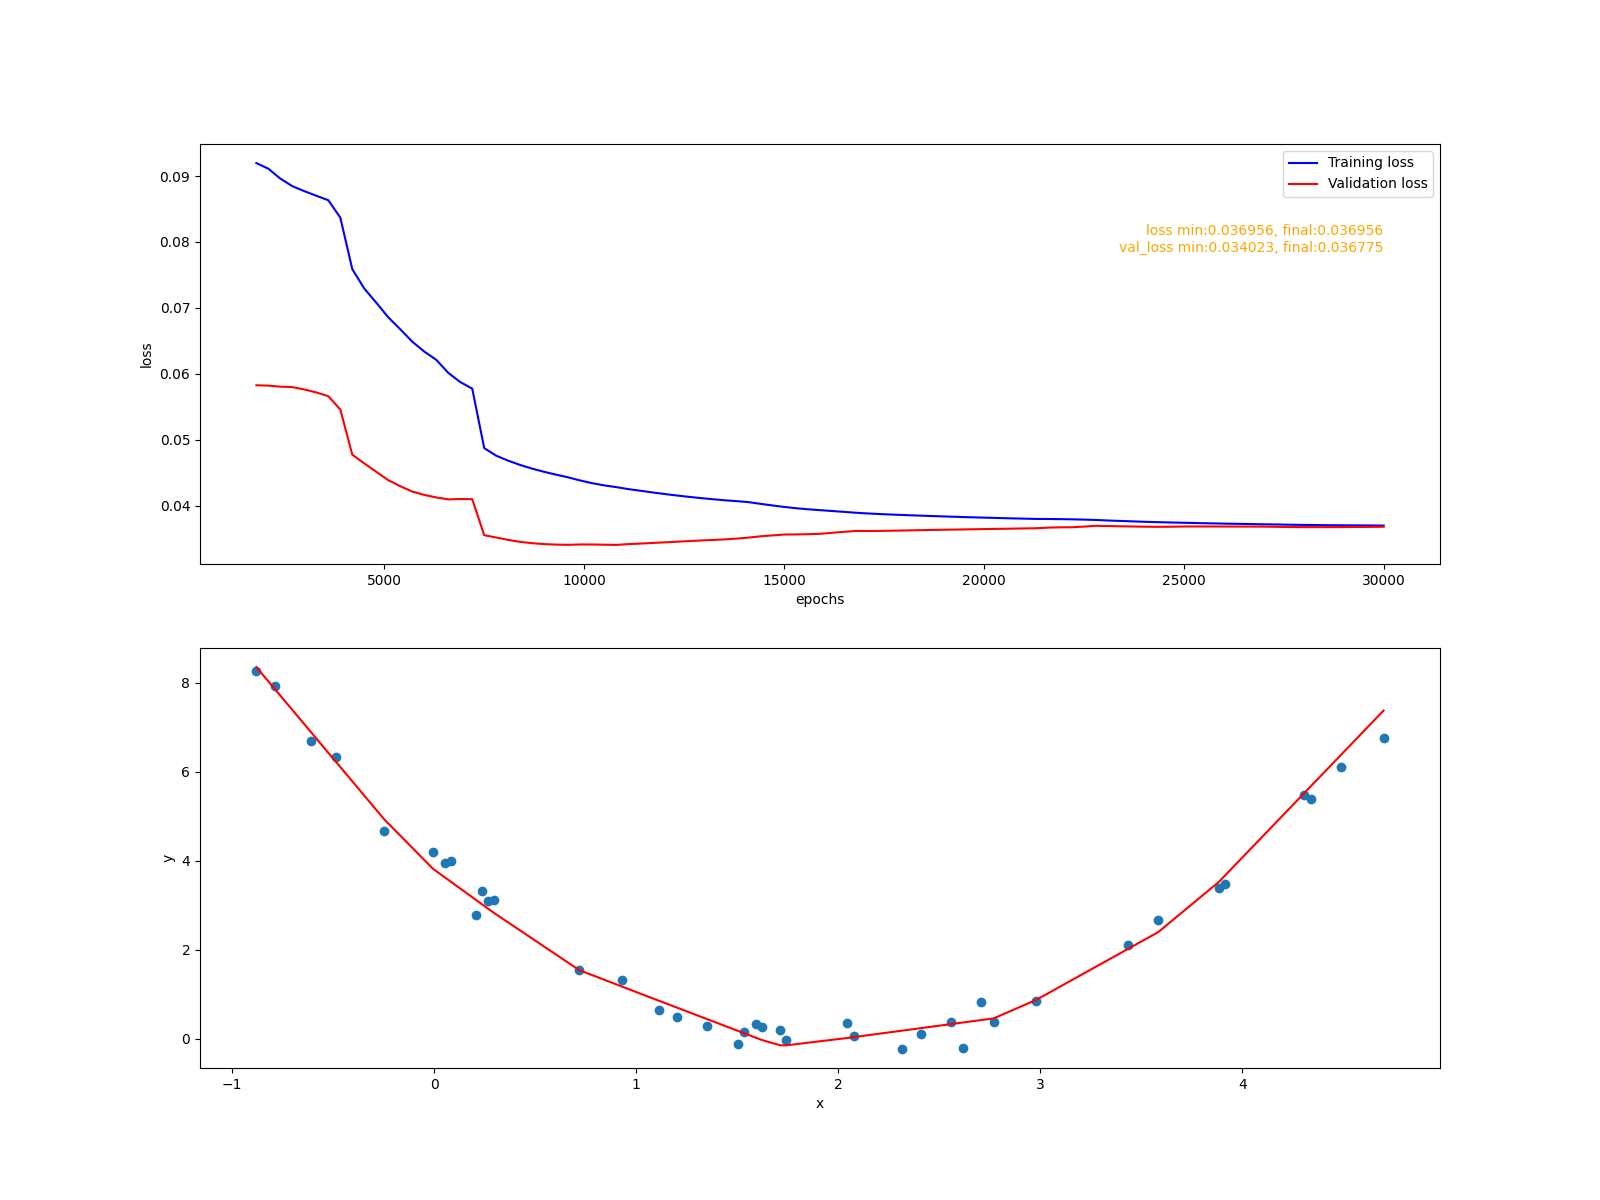 Training loss
Validation loss
loss min:0.036956, final:0.036956
val_loss min:0.034023, final:0.036775
0.09
0.08
0.07
0.06
0.05
0.04
loss
5000 10000 15000 20000 25000 30000
epochs
8
6
4
2
0
y
−1 0 1 2 3 4
x